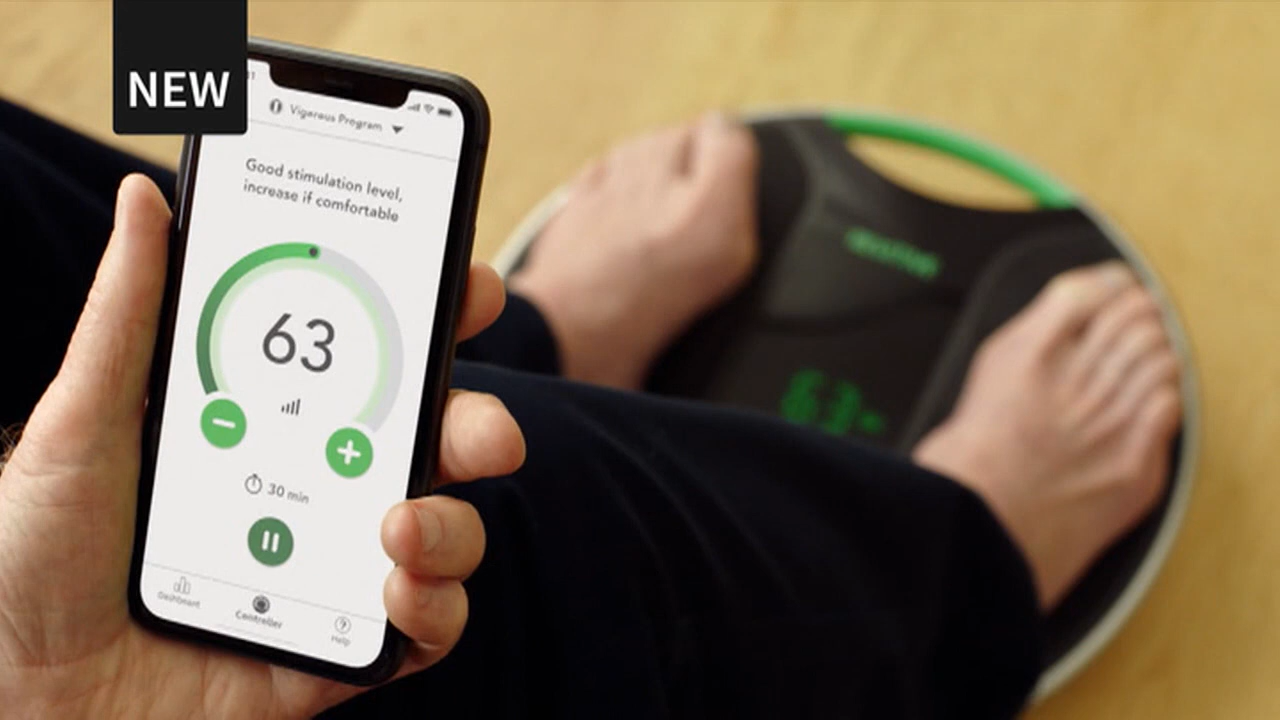 NEW
Vigorous Program
Good stimulation level,
increase if comfortable
63
30 min
Dashboard
Controller
Help
63